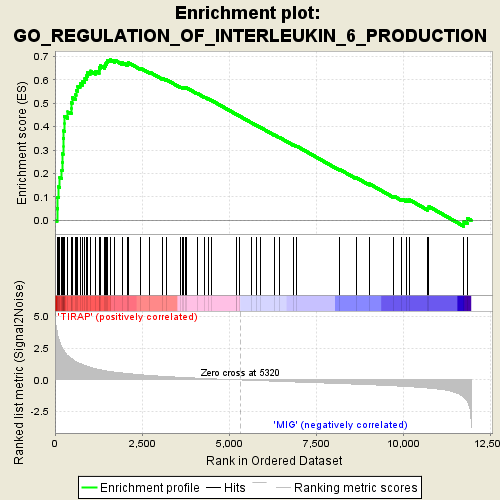 Enrichment plot:
GO_REGULATION_OF_INTERLEUKIN_6_PRODUCTION
Enrichment score (ES)
0.7
0.6
0.5
0.4
0.3
0.2
0.1
0.0
'TIRAP' (positively correlated)
Ranked list metric (Signal2Noise)
5.0
2.5
0.0
-2.5
Zero cross at 5320
'MIG' (negatively correlated)
0 2,500 5,000 7,500 10,000 12,500
Rank in Ordered Dataset
Enrichment profile Hits Ranking metric scores